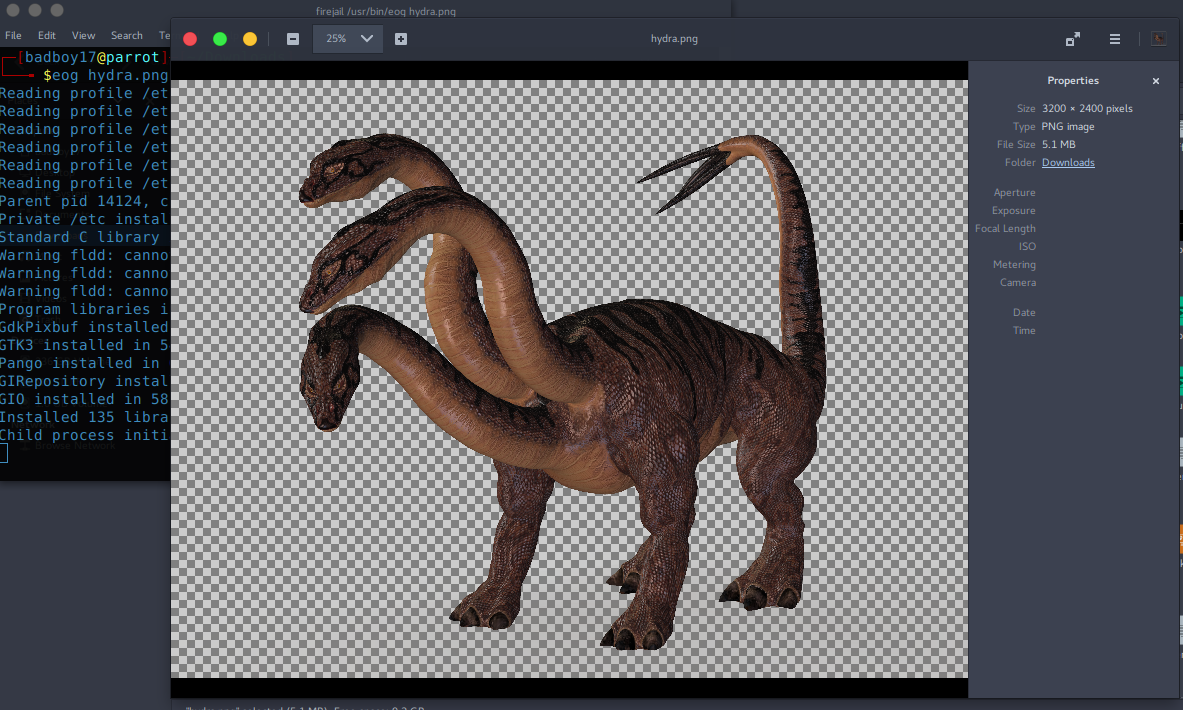 firejail /usr/bin/eog hydra.png
File Edit View Search Te
[badboy17@parrot]
$eog hydra.png
Reading profile /et
Reading profile /et
Reading profile /et
Reading profile /et
Reading profile /et
Reading profile /et
Parent pid 14124, c
Private /etc instal
Standard C library
Warning fldd: canno
Warning fldd: canno
Warning fldd: canno
Program libraries i
GdkPixbuf installed
GTK3 installed in 5
Pango installed in
GIRepository instal
GIO installed in 58
Installed 135 libra
Child process initi
Browse Network
25%
hydra.png
Properties
Size 3200 × 2400 pixels
Type PNG image
File Size 5.1 MB
Folder Downloads
Aperture
Exposure
Focal Length
ISO
Metering
Camera
Date
Time